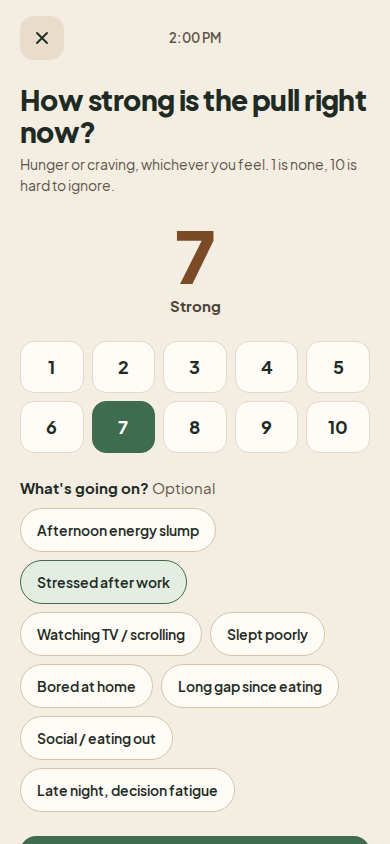 2:00 PM
How strong is the pull right
now?
Hunger or craving, whichever you feel. 1 is none, 10 is
hard to ignore.
7
Strong
1 2 3 4 5
6 7 8 9 10
What's going on? Optional
Afternoon energy slump
Stressed after work
Watching TV / scrolling Slept poorly
Bored at home Long gap since eating
Social / eating out
Late night, decision fatigue